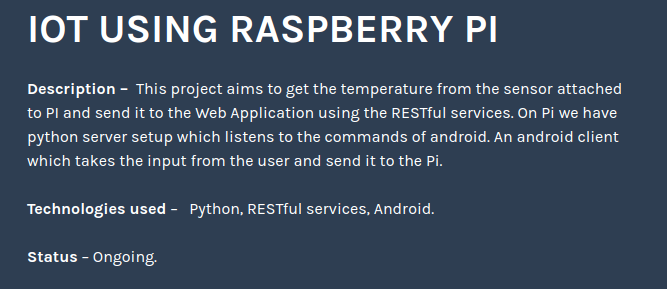 IOT USING RASPBERRY PI
Description – This project aims to get the temperature from the sensor attached
to PI and send it to the Web Application using the RESTful services. On Pi we have
python server setup which listens to the commands of android. An android client
which takes the input from the user and send it to the Pi.
Technologies used – Python, RESTful services, Android.
Status – Ongoing.